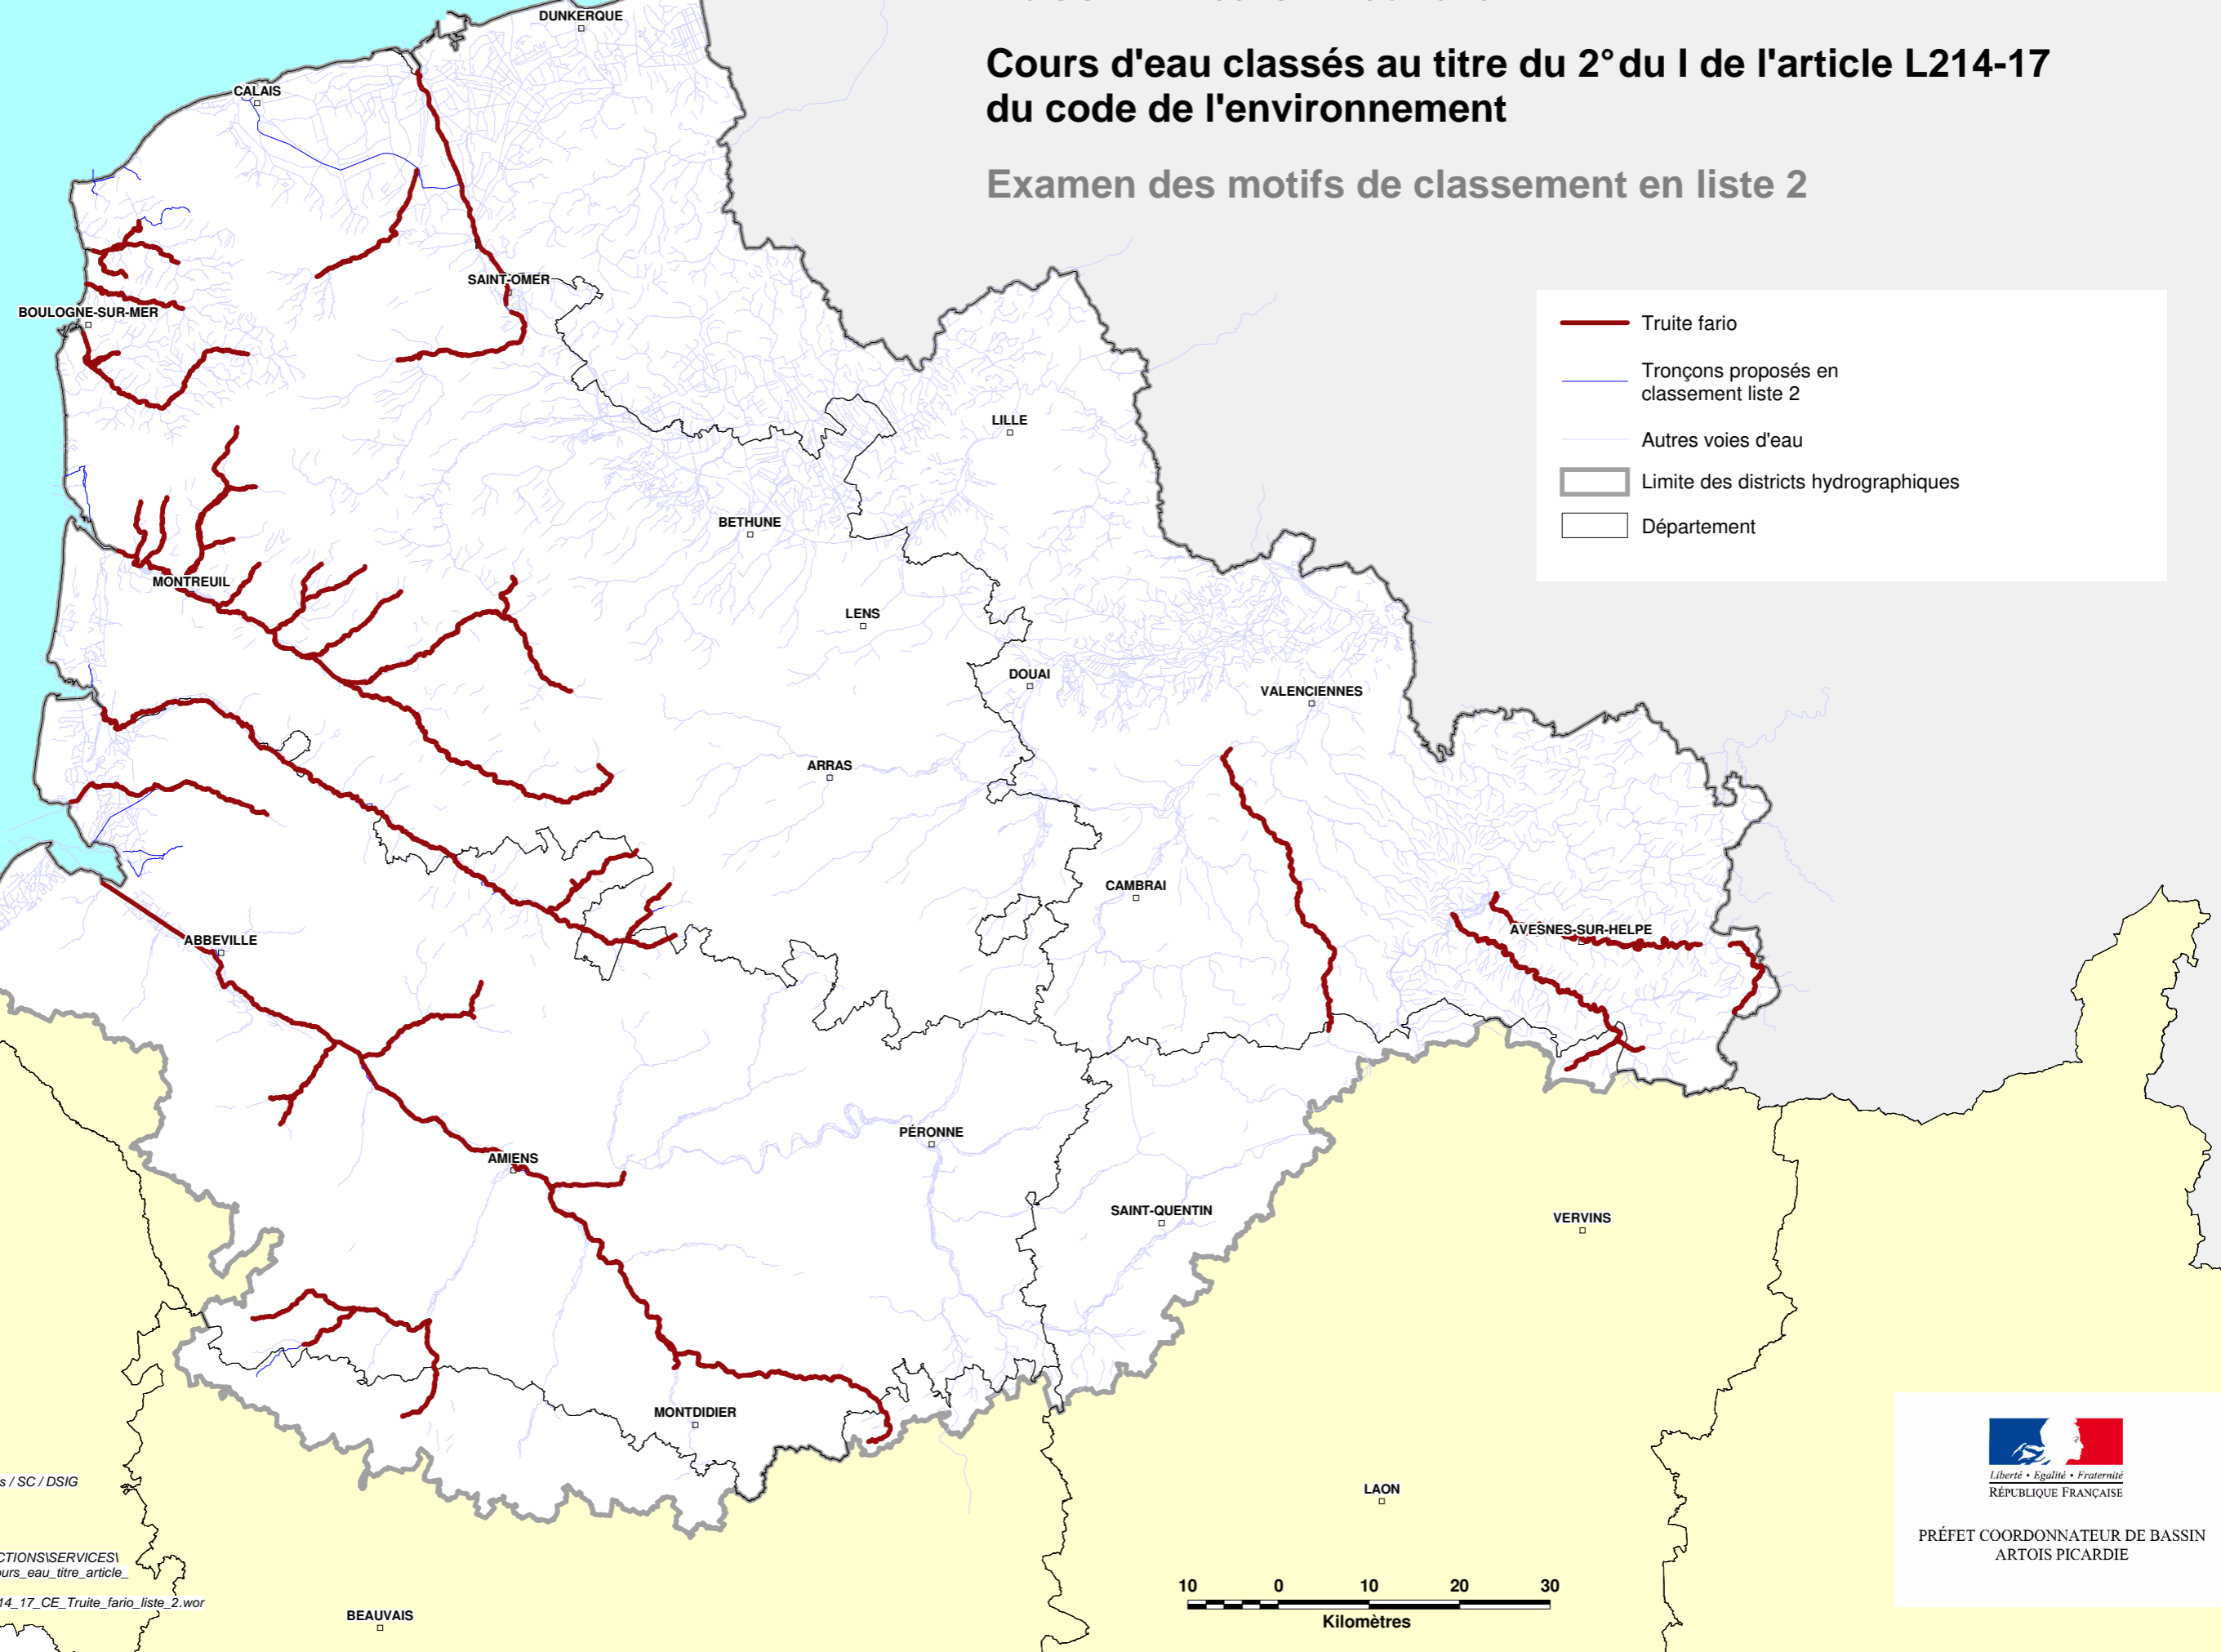 Cours d'eau classés au titre du 2° du I de l'article L214-17
du code de l'environnement
Examen des motifs de classement en liste 2
Truite fario
Tronçons proposés en
classement liste 2
Autres voies d'eau
Limite des districts hydrographiques
Département
DUNKERQUE
CALAIS
SAINT-OMER
BOULOGNE-SUR-MER
LILLE
BETHUNE
MONTREUIL
LENS
DOUAI
VALENCIENNES
ARRAS
CAMBRAI
AVESNES-SUR-HELPE
ABBEVILLE
PÉRONNE
AMIENS
SAINT-QUENTIN
VERVINS
MONTDIDIER
LAON
BEAUVAIS
s / SC / DSIG
CTIONS\SERVICES\
ours_eau_titre_article_
14_17_CE_Truite_fario_liste_2.wor
10 0 10 20 30
Kilomètres
Liberté • Egalité • Fraternité
RÉPUBLIQUE FRANÇAISE
PRÉFET COORDONNATEUR DE BASSIN
ARTOIS PICARDIE